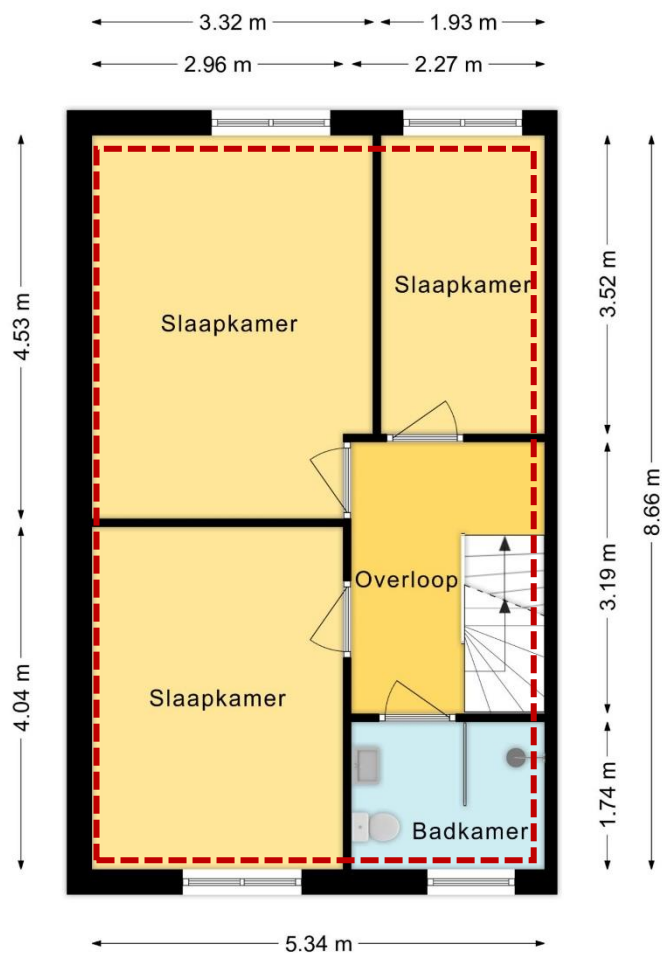 3.32 m 1.93 m
2.96 m 2.27 m
4.53 m
4.04 m
Slaapkamer
Slaapkamer
Overloop
Slaapkamer
Badkamer
3.52 m
3.19 m
1.74 m
8.66 m
5.34 m